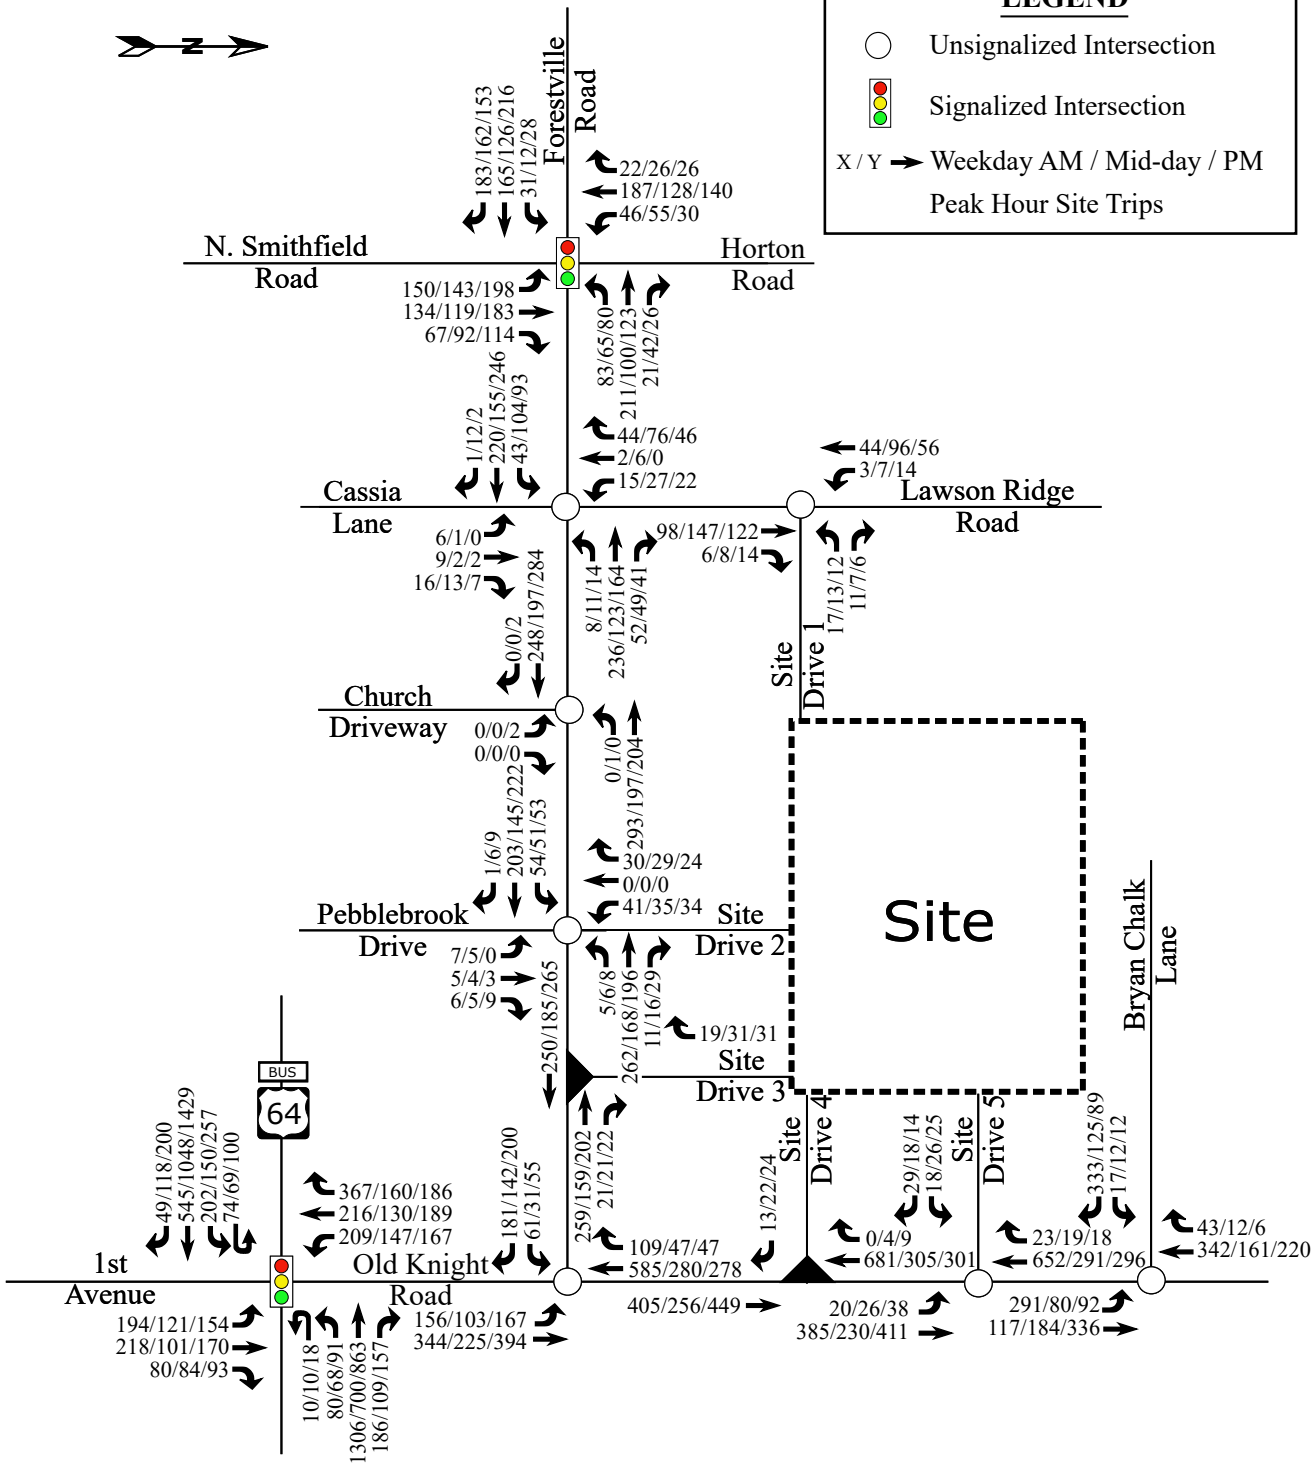 LEGEND
Unsignalized Intersection
Signalized Intersection
X / Y Weekday AM / Mid-day / PM
Peak Hour Site Trips
N
Forestville
Road
183/162/153
165/126/216
31/12/28
22/26/26
187/128/140
46/55/30
N. Smithfield
Road
Horton
Road
150/143/198
134/119/183
67/92/114
83/65/80
211/100/123
21/42/26
1/12/2
220/155/246
43/104/93
44/76/46
2/6/0
15/27/22
44/96/56
3/7/14
Cassia
Lane
Lawson Ridge
Road
6/1/0
9/2/2
16/13/7
8/11/14
236/123/164
52/49/41
98/147/122
6/8/14
17/13/12
11/7/6
Site
Drive 1
0/0/2
248/197/284
Church
Driveway
0/0/2
0/0/0
0/1/0
293/197/204
1/6/9
203/145/222
54/51/53
30/29/24
0/0/0
41/35/34
Pebblebrook
Drive
Site
Drive 2
7/5/0
5/4/3
6/5/9
5/6/8
262/168/196
11/16/29
250/185/265
19/31/31
Site
Drive 3
Site
Bryan Chalk
Lane
BUS
64
259/159/202
21/21/22
49/118/200
545/1048/1429
202/150/257
74/69/100
367/160/186
216/130/189
209/147/167
1st
Avenue
Old Knight
Road
194/121/154
218/101/170
80/84/93
10/10/18
80/68/91
1306/700/863
186/109/157
181/142/200
61/31/55
109/47/47
585/280/278
156/103/167
344/225/394
Site
Drive 4
13/22/24
0/4/9
681/305/301
405/256/449
Site
Drive 5
29/18/14
18/26/25
23/19/18
652/291/296
20/26/38
385/230/411
333/125/89
17/12/12
43/12/6
342/161/220
291/80/92
117/184/336